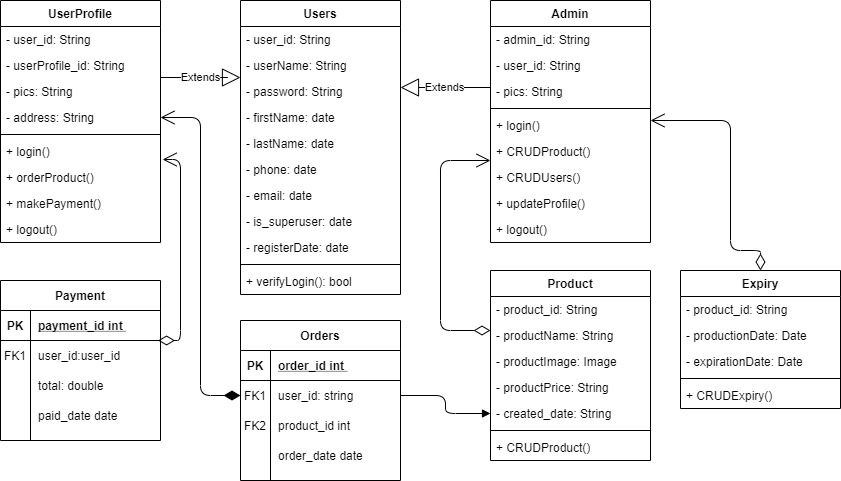 UserProfile
- user_id: String
- userProfile_id: String
- pics: String
- address: String
+ login()
+ orderProduct()
+ makePayment()
+ logout()
Extends
Users
- user_id: String
- userName: String
- password: String
- firstName: date
- lastName: date
- phone: date
- email: date
- is_superuser: date
- registerDate: date
+ verifyLogin(): bool
Extends
Admin
- admin_id: String
- user_id: String
- pics: String
+ login()
+ CRUDProduct()
+ CRUDUsers()
+ updateProfile()
+ logout()
Payment
PK payment_id int
FK1 user_id:user_id
total: double
paid_date date
Orders
PK order_id int
FK1 user_id: string
FK2 product_id int
order_date date
Product
- product_id: String
- productName: String
- productImage: Image
- productPrice: String
- created_date: String
+ CRUDProduct()
Expiry
- product_id: String
- productionDate: Date
- expirationDate: Date
+ CRUDExpiry()